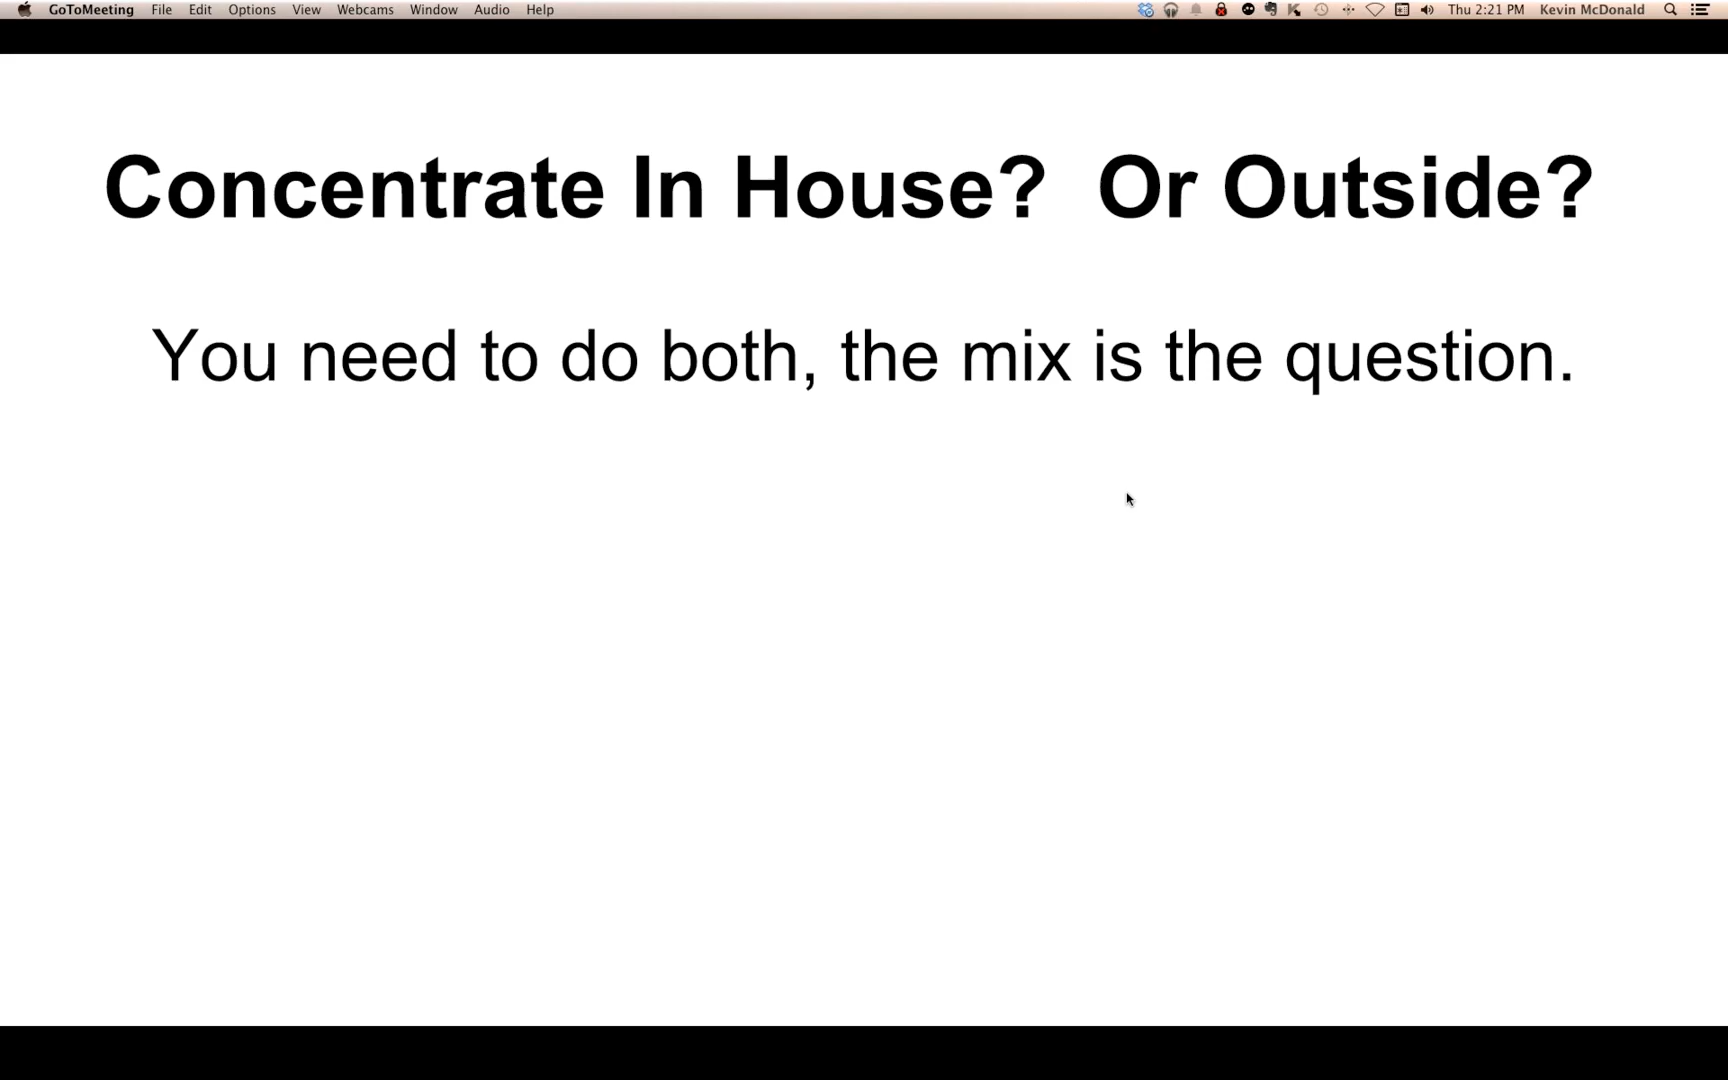 GoToMeeting File Edit Options View Webcams Window Audio Help Thu 2:21 PM Kevin McDonald
Concentrate In House?  Or Outside?
You need to do both, the mix is the question.